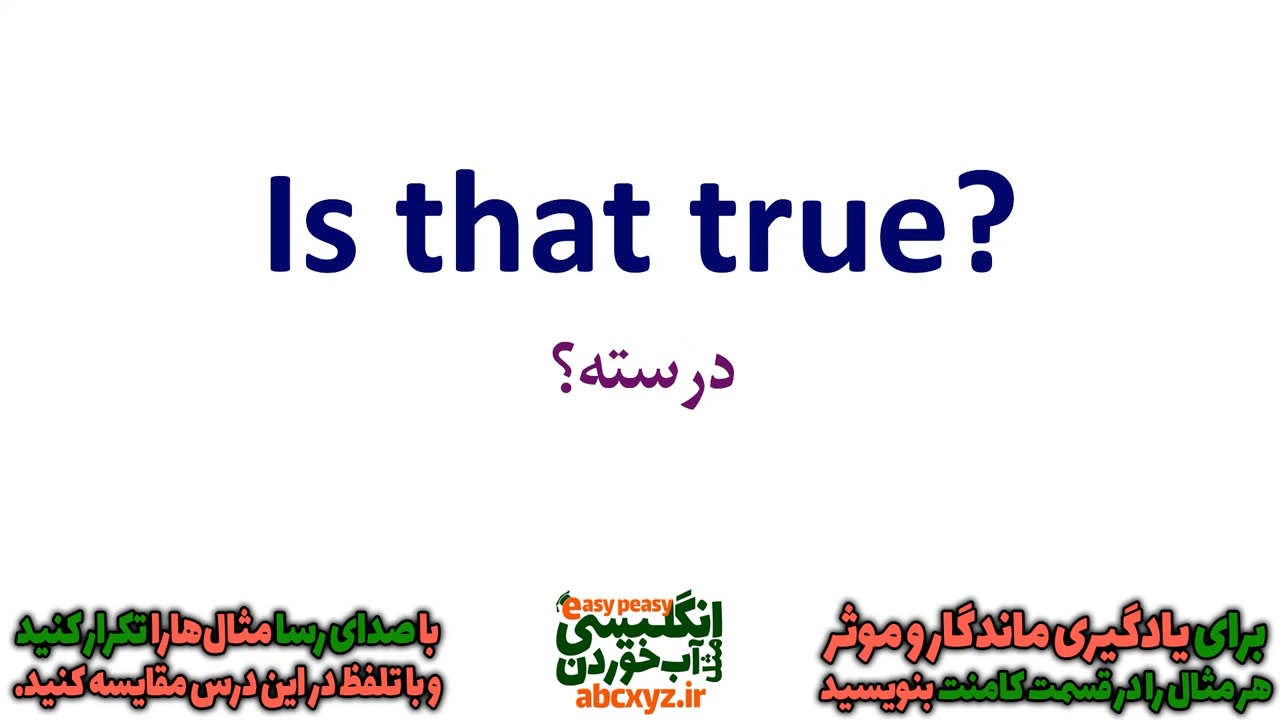 Is that true?
درسته؟
برای یادگیری ماندگار و موثر
هر مثال را در قسمت کامنت بنویسید
easy peasy
انگلیسی
مثل آب خوردن
abcxyz.ir
با صدای رسا مثال‌ها را تکرار کنید
و با تلفظ در این درس مقایسه کنید.